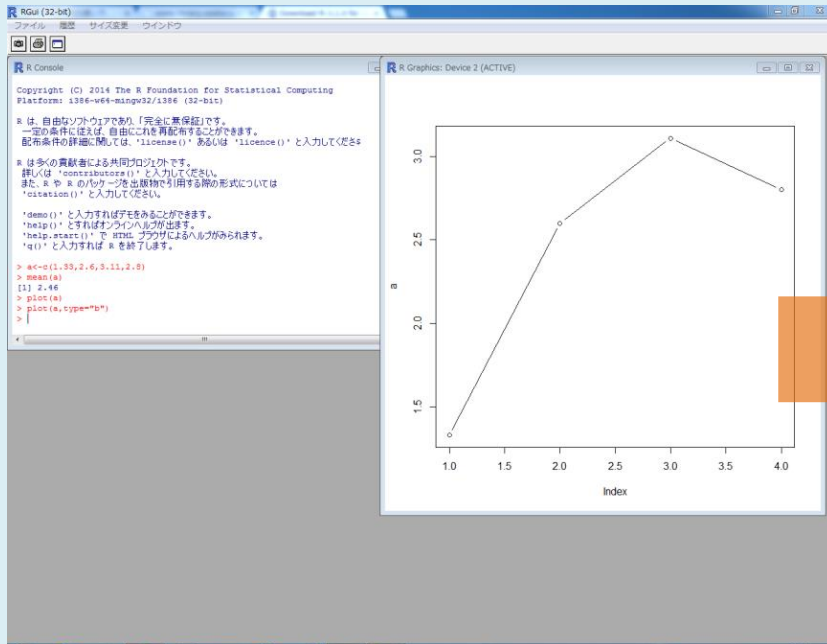 RGui (32-bit)
ファイル 履歴 サイズ変更 ウインドウ
R Console
Copyright (C) 2014 The R Foundation for Statistical Computing
Platform: i386-w64-mingw32/i386 (32-bit)
R は、自由なソフトウェアであり、「完全に無保証」です。
一定の条件に従えば、自由にこれを再配布することができます。
配布条件の詳細に関しては、'license()' あるいは 'licence()' と入力してくださ$
R は多くの貢献者による共同プロジェクトです。
詳しくは 'contributors()' と入力してください。
また、R や R のパッケージを出版物で引用する際の形式については
'citation()' と入力してください。
'demo()' と入力すればデモをみることができます。
'help()' とすればオンラインヘルプが出ます。
'help.start()' で HTML ブラウザによるヘルプがみられます。
'q()' と入力すれば R を終了します。
> a<-c(1.33,2.6,3.11,2.8)
> mean(a)
[1] 2.46
> plot(a)
> plot(a,type="b")
>
R Graphics: Device 2 (ACTIVE)
3.0
2.5
a
2.0
1.5
1.0 1.5 2.0 2.5 3.0 3.5 4.0
Index